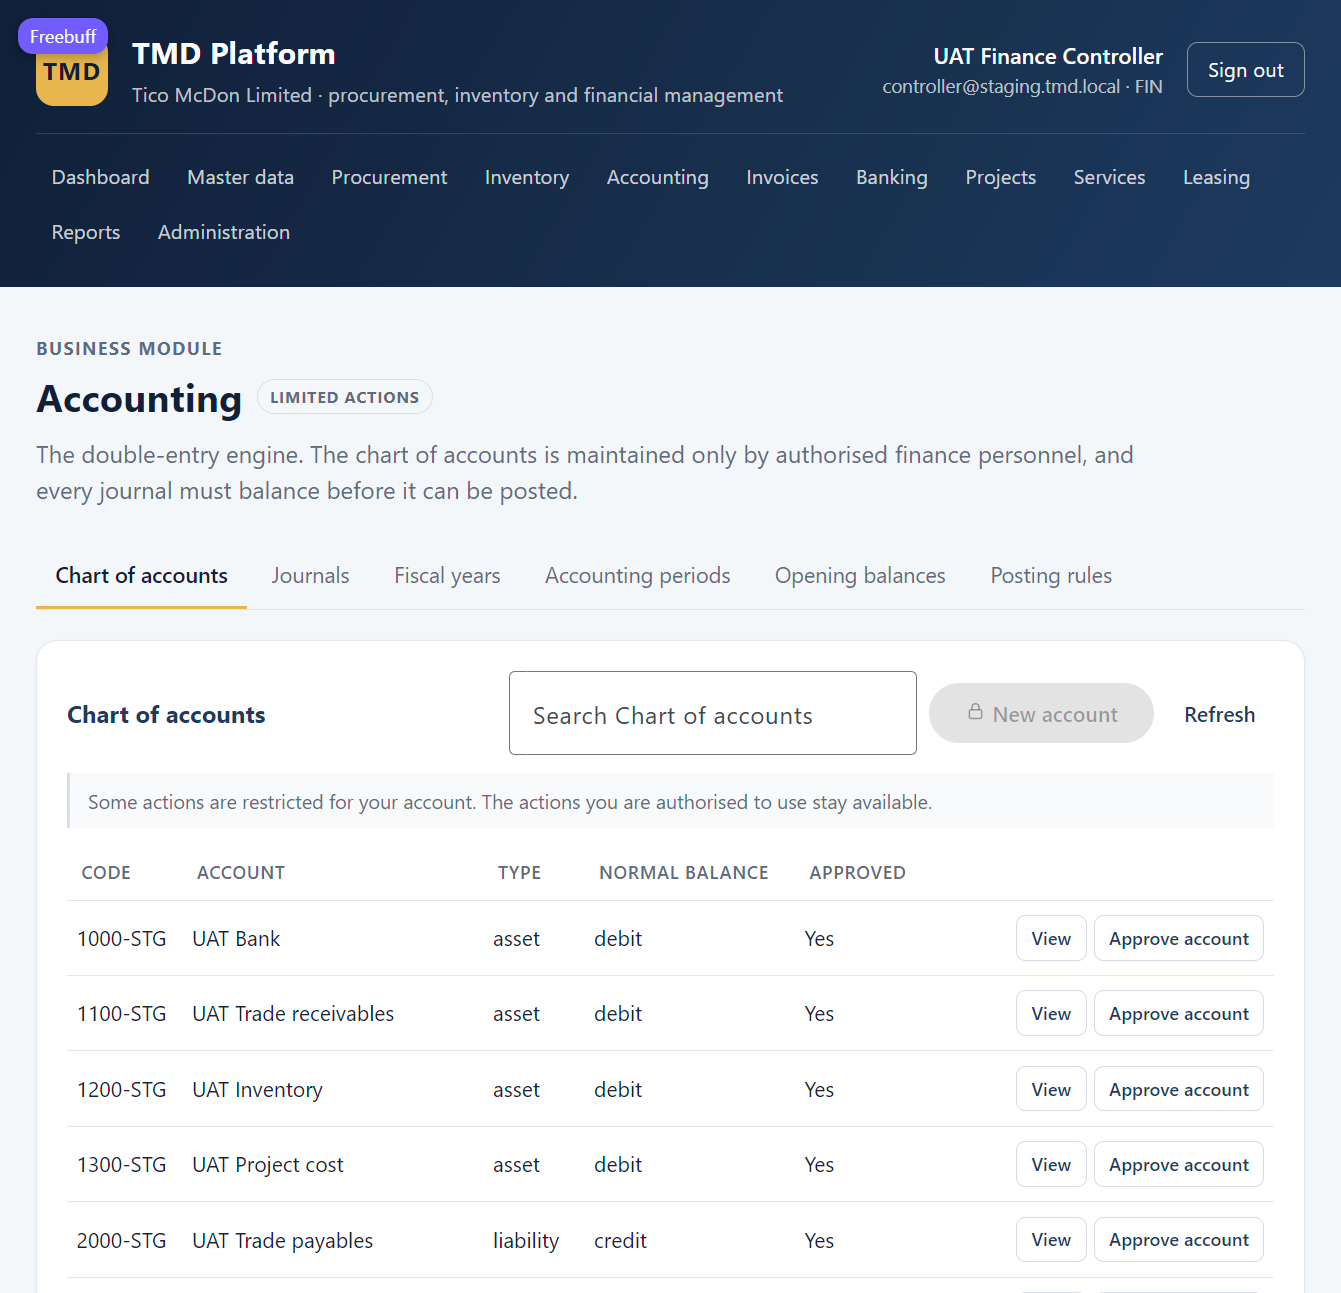 Freebuff
TMD
TMD Platform
Tico McDon Limited · procurement, inventory and financial management
UAT Finance Controller
controller@staging.tmd.local · FIN
Sign out
Dashboard Master data Procurement Inventory Accounting Invoices Banking Projects Services Leasing
Reports Administration
BUSINESS MODULE
Accounting LIMITED ACTIONS
The double-entry engine. The chart of accounts is maintained only by authorised finance personnel, and
every journal must balance before it can be posted.
Chart of accounts Journals Fiscal years Accounting periods Opening balances Posting rules
Chart of accounts Search Chart of accounts New account Refresh
Some actions are restricted for your account. The actions you are authorised to use stay available.
CODE ACCOUNT TYPE NORMAL BALANCE APPROVED
1000-STG UAT Bank asset debit Yes View Approve account
1100-STG UAT Trade receivables asset debit Yes View Approve account
1200-STG UAT Inventory asset debit Yes View Approve account
1300-STG UAT Project cost asset debit Yes View Approve account
2000-STG UAT Trade payables liability credit Yes View Approve account